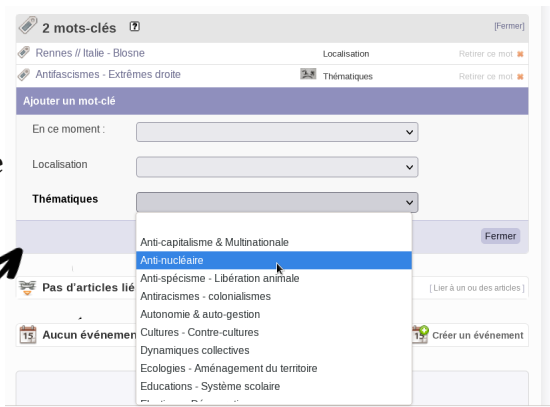 2 mots-clés ? [Fermer]
Rennes // Italie - Blosne Localisation Retirer ce mot
Antifascismes - Extrêmes droite Thématiques Retirer ce mot
Ajouter un mot-clé
En ce moment :
Localisation
Thématiques
Fermer
Anti-capitalisme & Multinationale
Anti-nucléaire
Anti-spécisme - Libération animale
Antiracismes - colonialismes
Autonomie & auto-gestion
Cultures - Contre-cultures
Dynamiques collectives
Ecologies - Aménagement du territoire
Educations - Système scolaire
Pas d'articles lié [ Lier à un ou des articles ]
15 Aucun événemen 15 Créer un événement